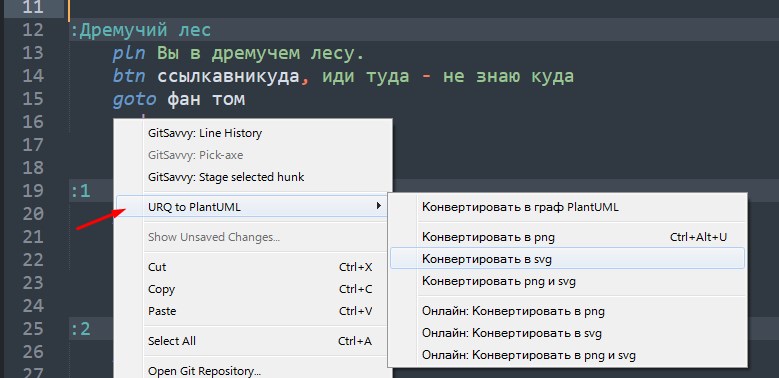 11
12 :Дремучий лес
13 pln Вы в дремучем лесу.
14 btn ссылкавникуда, иди туда - не знаю куда
15 goto фан том
16
17
18
19 :1
20
21
22
23
24
25 :2
26
GitSavvy: Line History
GitSavvy: Pick-axe
GitSavvy: Stage selected hunk
URQ to PlantUML
Show Unsaved Changes...
Cut Ctrl+X
Copy Ctrl+C
Paste Ctrl+V
Select All Ctrl+A
Open Git Repository...
Конвертировать в граф PlantUML
Конвертировать в png Ctrl+Alt+U
Конвертировать в svg
Конвертировать png и svg
Онлайн: Конвертировать в png
Онлайн: Конвертировать в svg
Онлайн: Конвертировать в png и svg